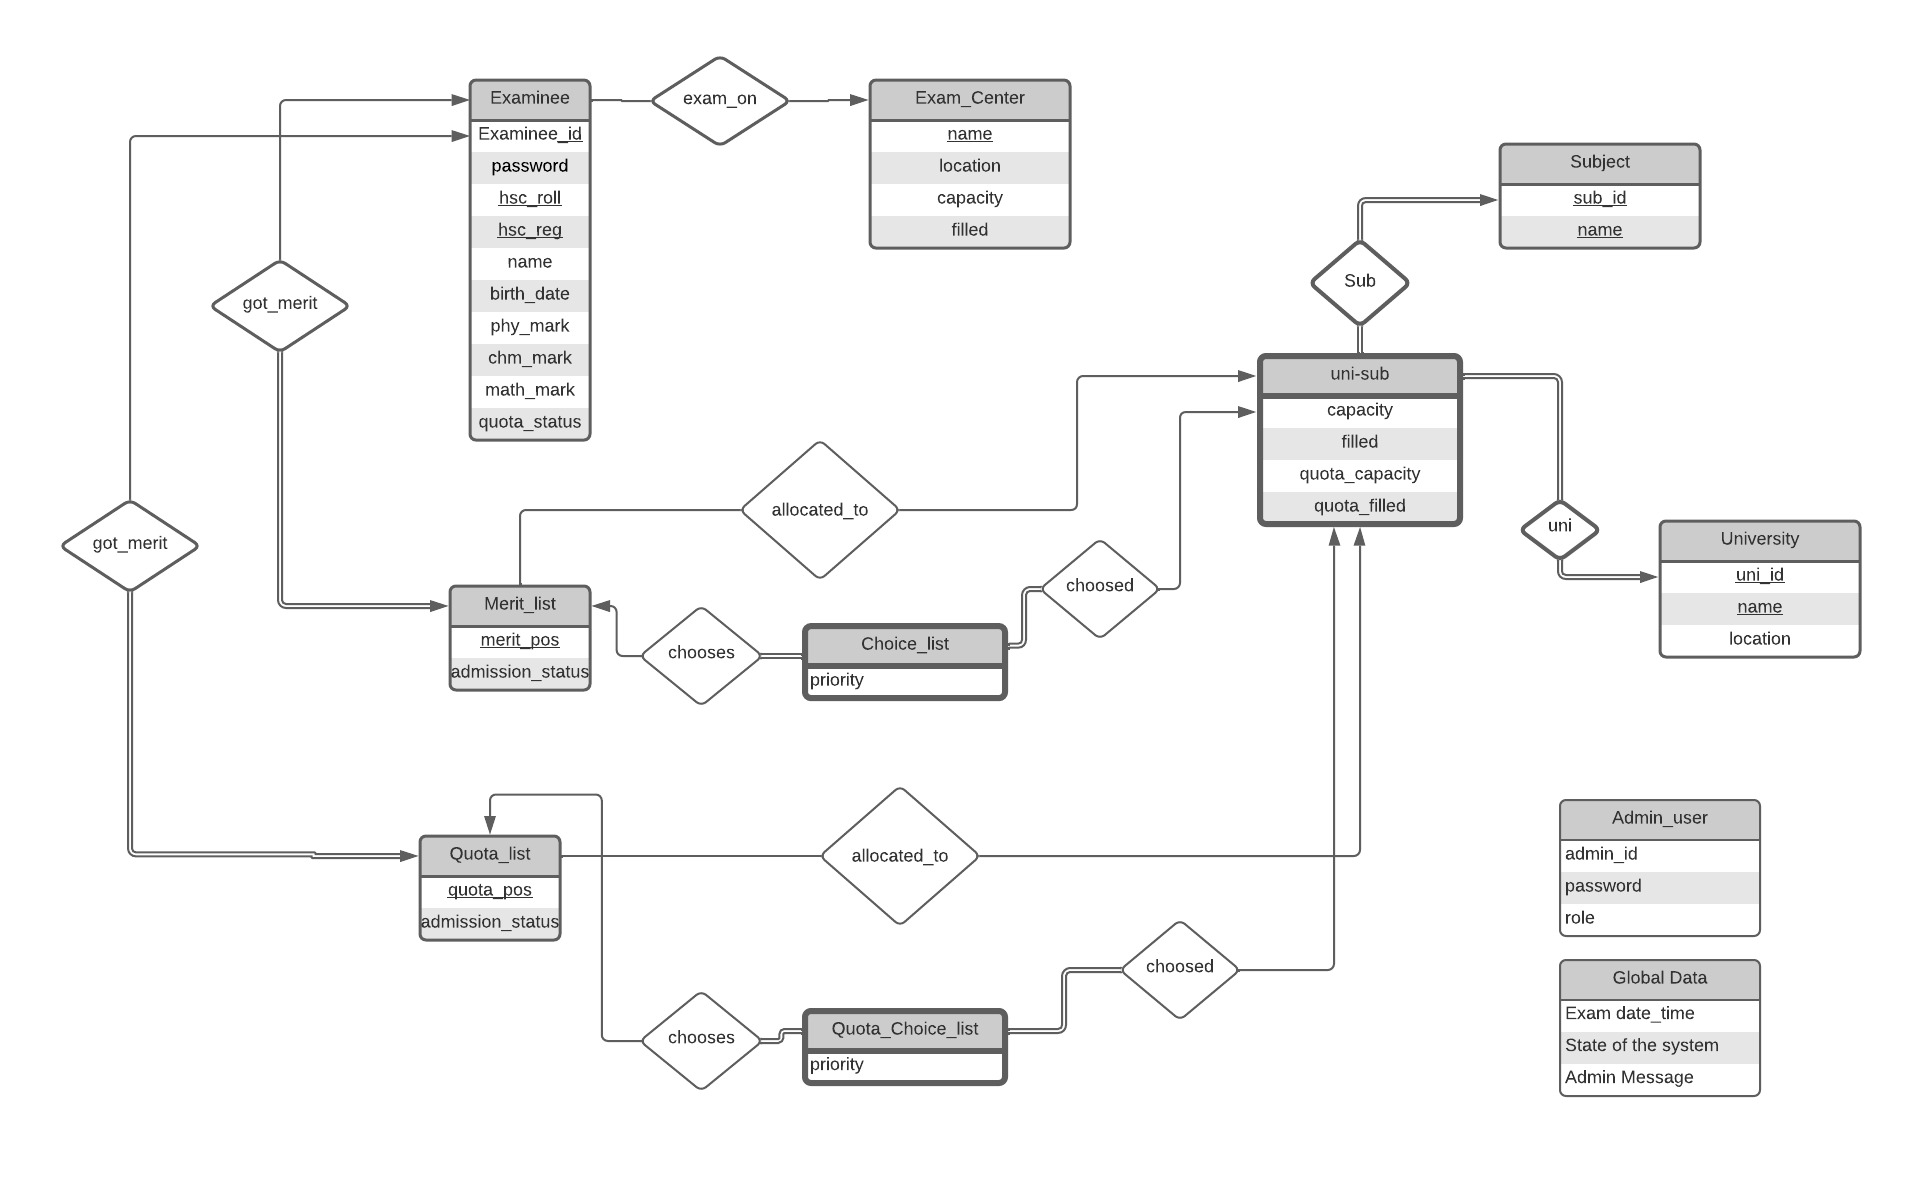 Examinee
Examinee_id
password
hsc_roll
hsc_reg
name
birth_date
phy_mark
chm_mark
math_mark
quota_status
exam_on
Exam_Center
name
location
capacity
filled
Subject
sub_id
name
Sub
got_merit
got_merit
uni-sub
capacity
filled
quota_capacity
quota_filled
uni
University
uni_id
name
location
allocated_to
Merit_list
merit_pos
admission_status
chooses
Choice_list
priority
choosed
Quota_list
quota_pos
admission_status
allocated_to
chooses
Quota_Choice_list
priority
choosed
Admin_user
admin_id
password
role
Global Data
Exam date_time
State of the system
Admin Message